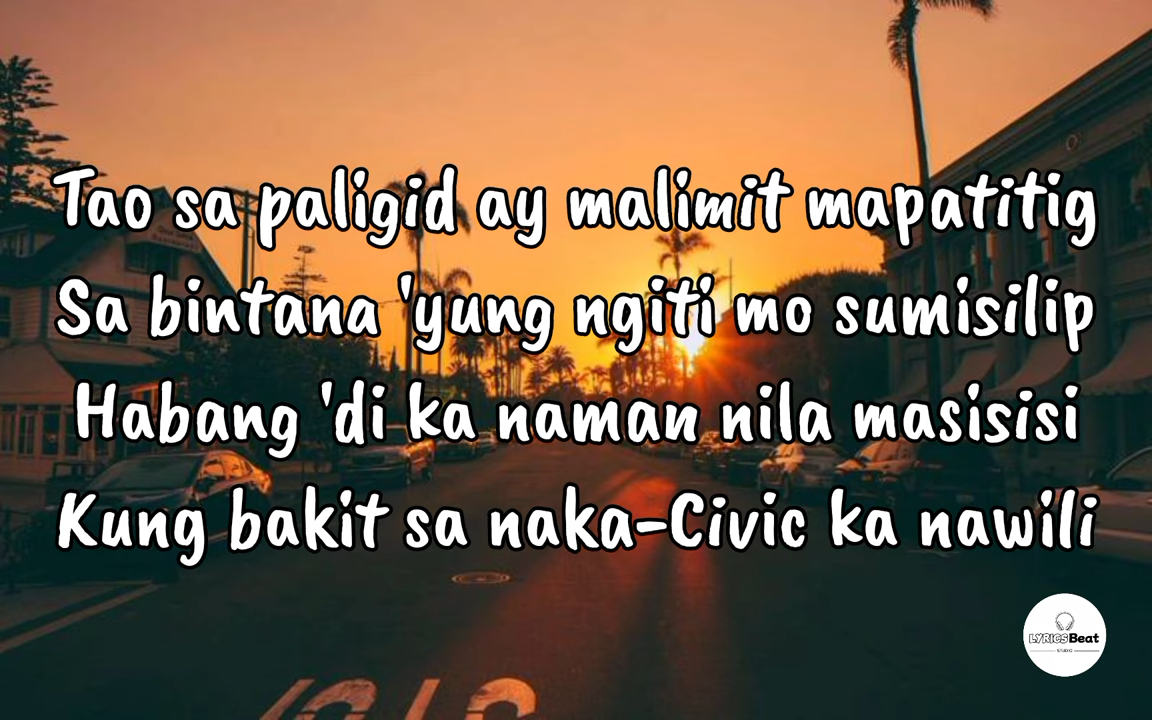 Tao sa paligid ay malimit mapatitig
Sa bintana 'yung ngiti mo sumisilip
Habang 'di ka naman nila masisisi
Kung bakit sa naka-Civic ka nawili
LYRICSBeat
STUDIO